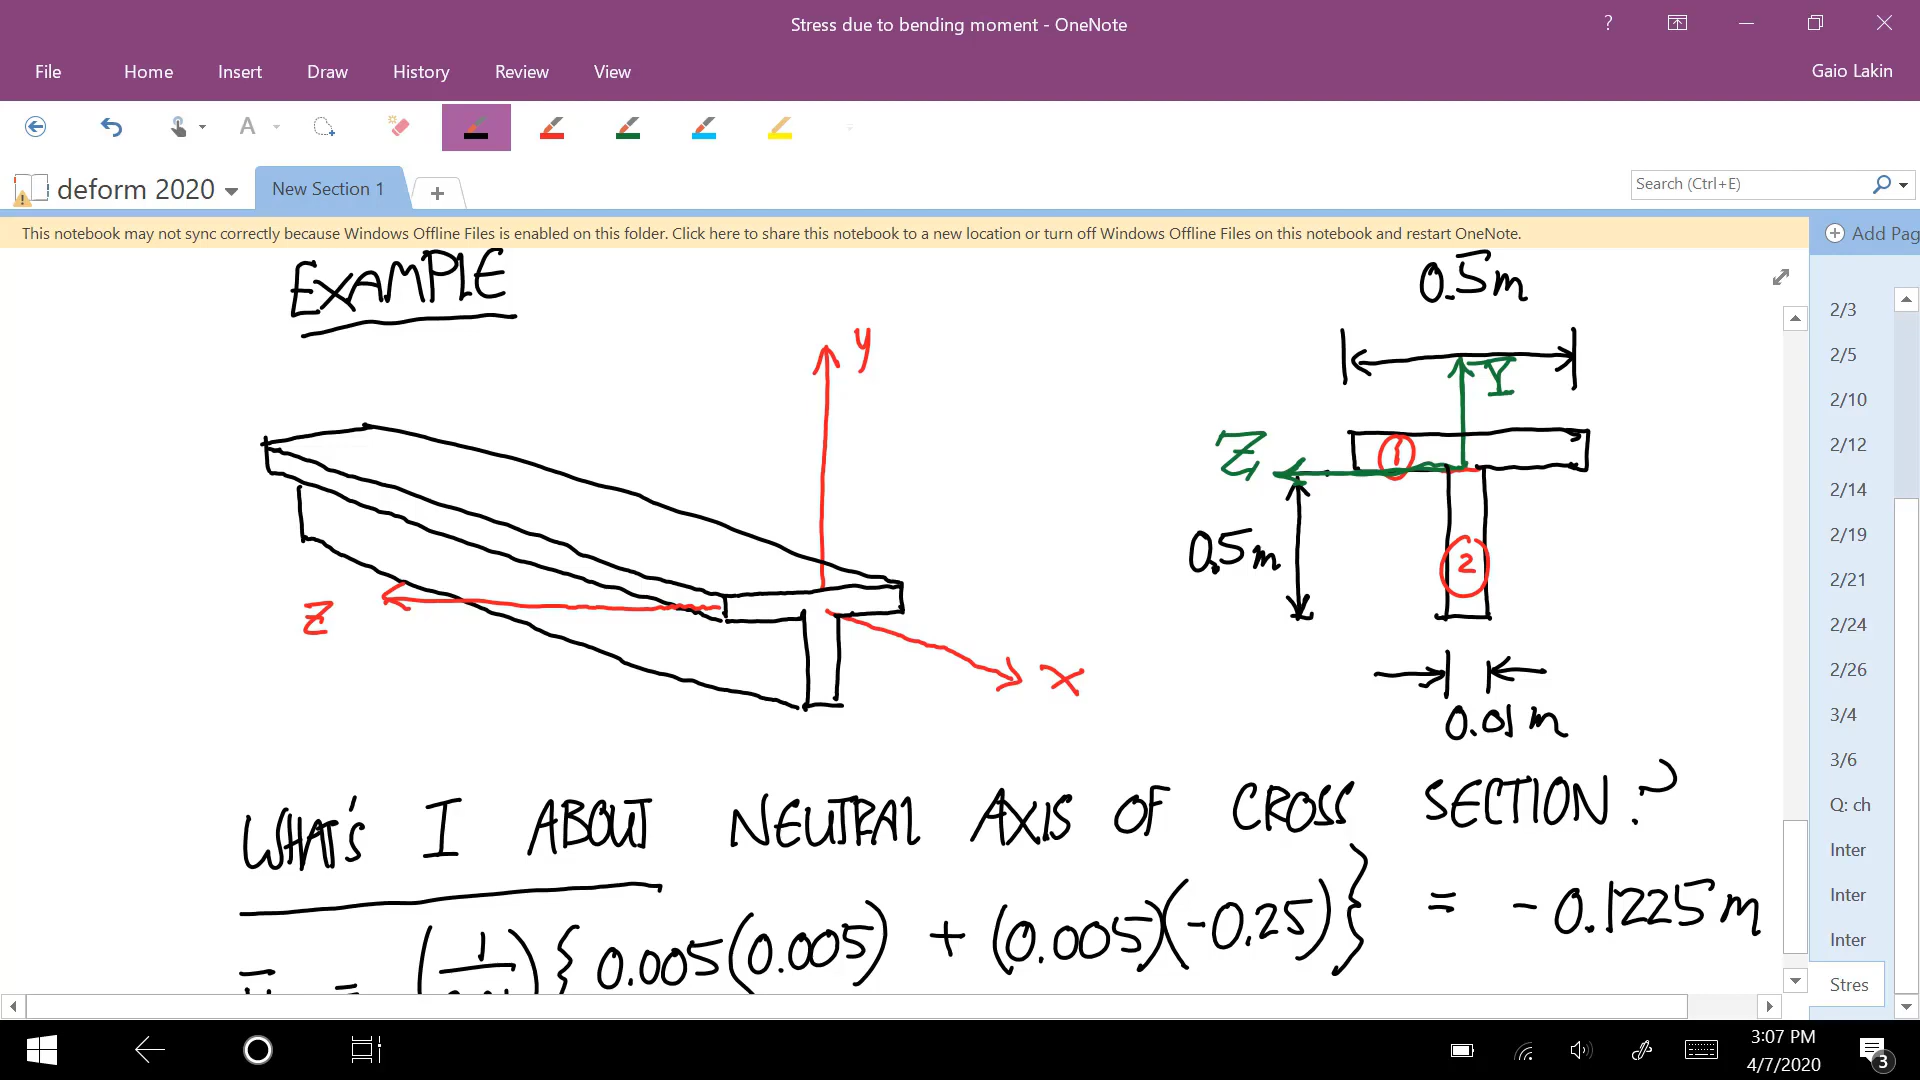 Stress due to bending moment - OneNote
?
File Home Insert Draw History Review View
Gaio Lakin
A
deform 2020
New Section 1
+
Search (Ctrl+E)
This notebook may not sync correctly because Windows Offline Files is enabled on this folder. Click here to share this notebook to a new location or turn off Windows Offline Files on this notebook and restart OneNote.
Add Pag
EXAMPLE
0.5m
y
Y
Z
1
0.5m
2
z
x
0.01 m
WHAT'S I ABOUT NEUTRAL AXIS OF CROSS SECTION?
= (1/ ) { 0.005(0.005) + (0.005)(-0.25) } = -0.1225m
2/3
2/5
2/10
2/12
2/14
2/19
2/21
2/24
2/26
3/4
3/6
Q: ch
Inter
Inter
Inter
Stres
3:07 PM
4/7/2020
3